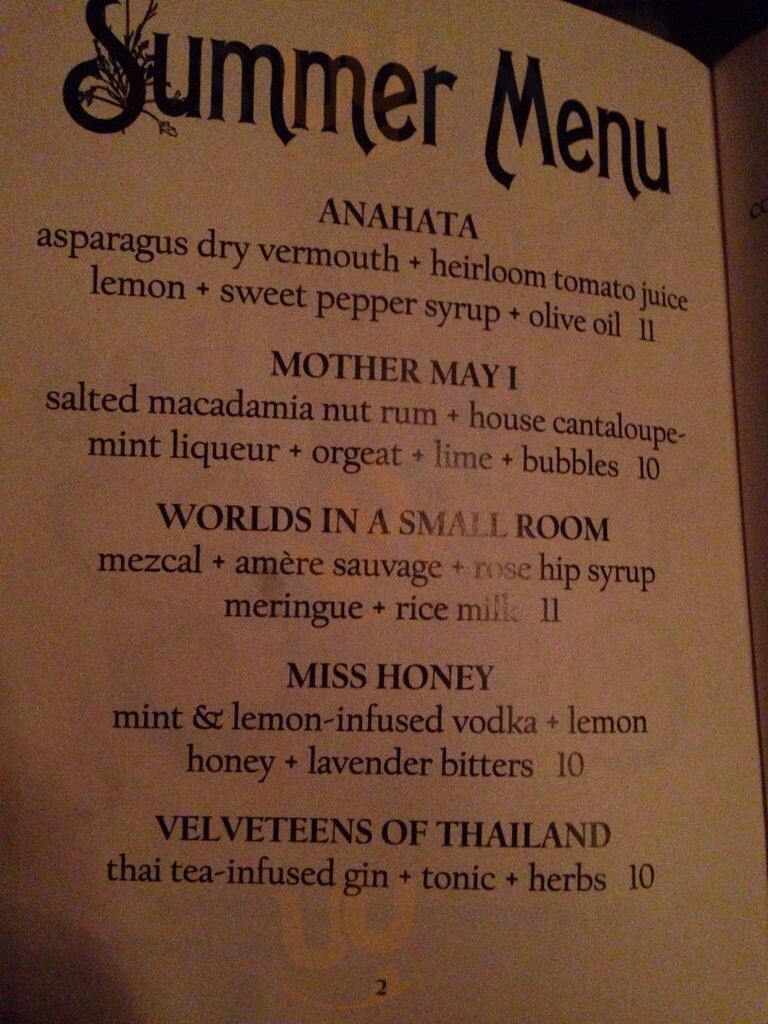 Summer Menu
ANAHATA
asparagus dry vermouth + heirloom tomato juice
lemon + sweet pepper syrup + olive oil 11
MOTHER MAY I
salted macadamia nut rum + house cantaloupe-
mint liqueur + orgeat + lime + bubbles 10
WORLDS IN A SMALL ROOM
mezcal + amère sauvage + rose hip syrup
meringue + rice milk 11
MISS HONEY
mint & lemon-infused vodka + lemon
honey + lavender bitters 10
VELVETEENS OF THAILAND
thai tea-infused gin + tonic + herbs 10
2